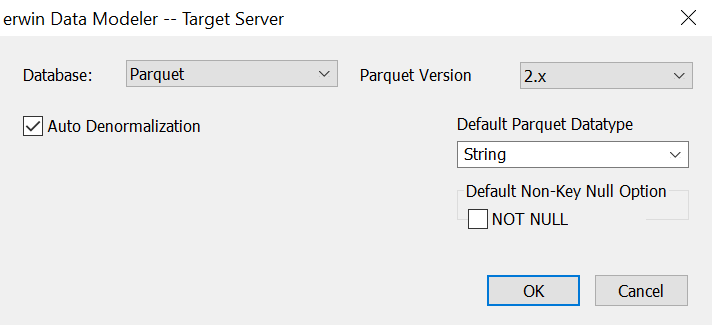 erwin Data Modeler -- Target Server
Database: Parquet Parquet Version 2.x
Auto Denormalization
Default Parquet Datatype
String
Default Non-Key Null Option
NOT NULL
OK Cancel